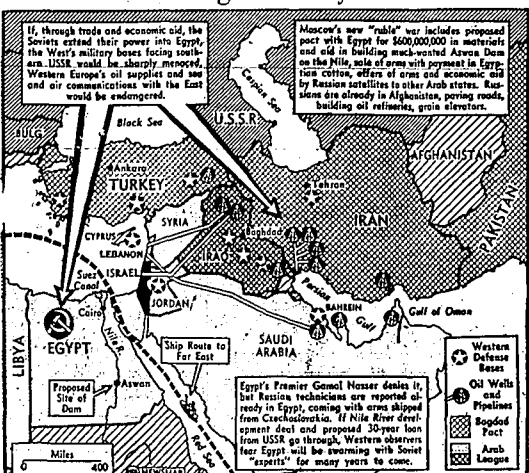 If, through trade and economic aid, the
Soviets extend their power into Egypt,
the West's military bases facing south-
ern USSR would be sharply menaced,
Western Europe's oil supplies and sea
and air communications with the East
would be endangered.
Moscow's new "ruble" war includes proposed
pact with Egypt for $600,000,000 in materials
and aid in building much-wanted Aswan Dam
on the Nile, sale of arms with payment in Egyp-
tian cotton, offers of arms and economic aid
by Russian satellites to other Arab states. Rus-
sians are already in Afghanistan, paving roads,
building oil refineries, grain elevators.
Caspian Sea
U.S.S.R.
Black Sea
BULG.
AFGHANISTAN
Ankara
TURKEY
Tehran
SYRIA
IRAN
PAKISTAN
CYPRUS
Baghdad
LEBANON
IRAQ
ISRAEL
Suez
Canal
JORDAN
Persian
Gulf
BAHREIN
Gulf of Oman
Cairo
EGYPT
LIBYA
Nile R.
Ship Route to
Far East
SAUDI
ARABIA
Proposed
Site of
Dam
Aswan
Red Sea
Miles
0 400
Egypt's Premier Gamal Nasser denies it,
but Russian technicians are reported al-
ready in Egypt, coming with arms shipped
from Czechoslovakia. If Nile River devel-
opment deal and proposed 30-year loan
from USSR go through, Western observers
fear Egypt will be swarming with Soviet
"experts" for many years to come.
Western
Defense
Bases
Oil Wells
and
Pipelines
Bagdad
Pact
Arab
League